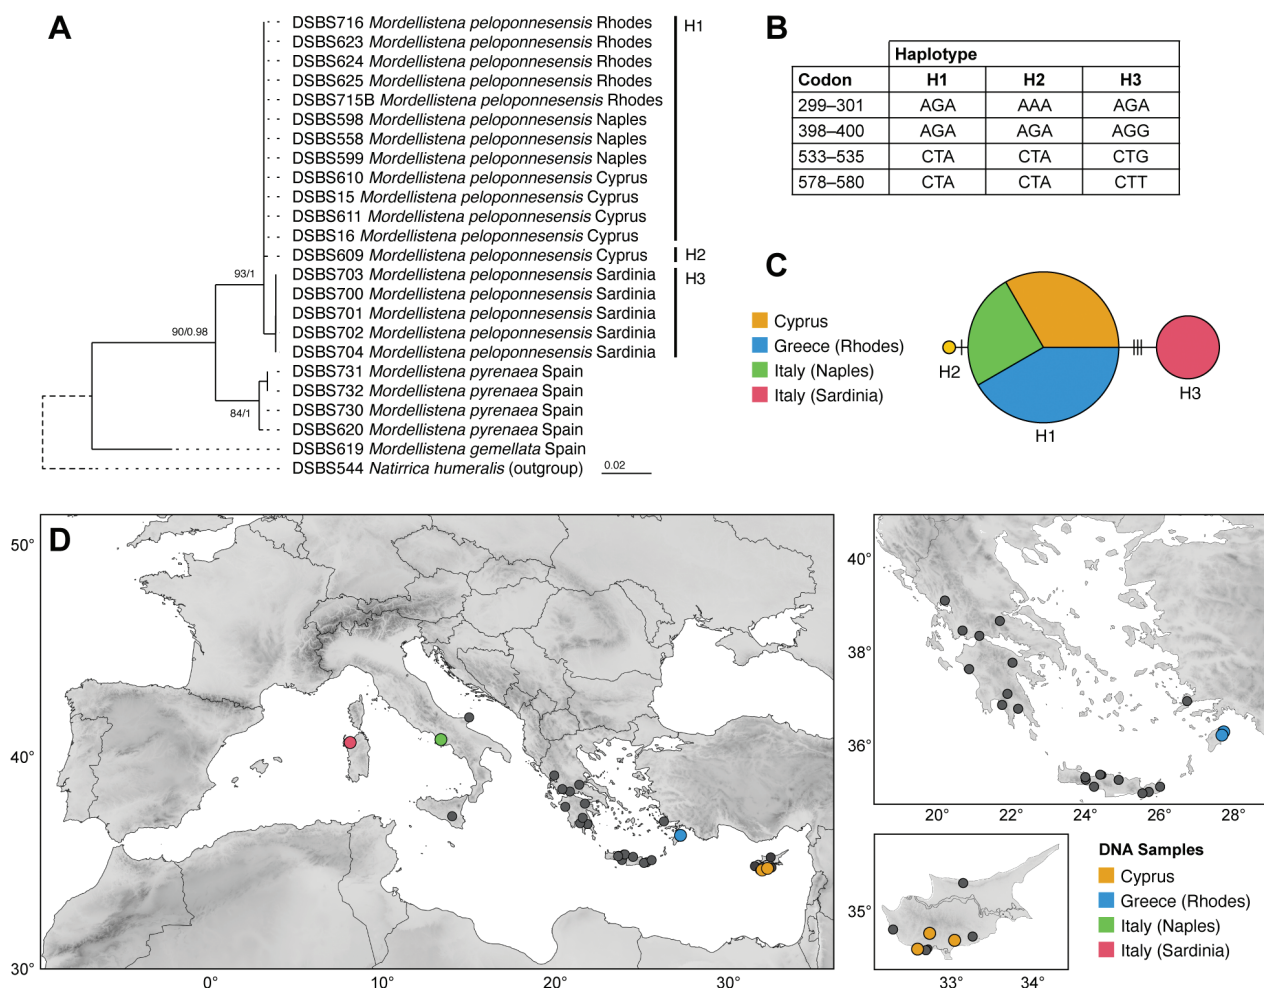 A
DSBS716 Mordellistena peloponnesensis Rhodes
H1
DSBS623 Mordellistena peloponnesensis Rhodes
DSBS624 Mordellistena peloponnesensis Rhodes
DSBS625 Mordellistena peloponnesensis Rhodes
DSBS715B Mordellistena peloponnesensis Rhodes
DSBS598 Mordellistena peloponnesensis Naples
DSBS558 Mordellistena peloponnesensis Naples
DSBS599 Mordellistena peloponnesensis Naples
DSBS610 Mordellistena peloponnesensis Cyprus
DSBS15 Mordellistena peloponnesensis Cyprus
DSBS611 Mordellistena peloponnesensis Cyprus
DSBS16 Mordellistena peloponnesensis Cyprus
DSBS609 Mordellistena peloponnesensis Cyprus
H2
DSBS703 Mordellistena peloponnesensis Sardinia
H3
DSBS700 Mordellistena peloponnesensis Sardinia
DSBS701 Mordellistena peloponnesensis Sardinia
DSBS702 Mordellistena peloponnesensis Sardinia
DSBS704 Mordellistena peloponnesensis Sardinia
DSBS731 Mordellistena pyrenaea Spain
DSBS732 Mordellistena pyrenaea Spain
DSBS730 Mordellistena pyrenaea Spain
DSBS620 Mordellistena pyrenaea Spain
DSBS619 Mordellistena gemellata Spain
DSBS544 Natirrica humeralis (outgroup)
0.02
93/1
90/0.98
84/1
B
Haplotype
Codon H1 H2 H3
299–301 AGA AAA AGA
398–400 AGA AGA AGG
533–535 CTA CTA CTG
578–580 CTA CTA CTT
C
Cyprus
Greece (Rhodes)
Italy (Naples)
Italy (Sardinia)
H2
H1
H3
D
50°
40°
30°
0°
10°
20°
30°
40°
38°
36°
20°
22°
24°
26°
28°
35°
33°
34°
DNA Samples
Cyprus
Greece (Rhodes)
Italy (Naples)
Italy (Sardinia)